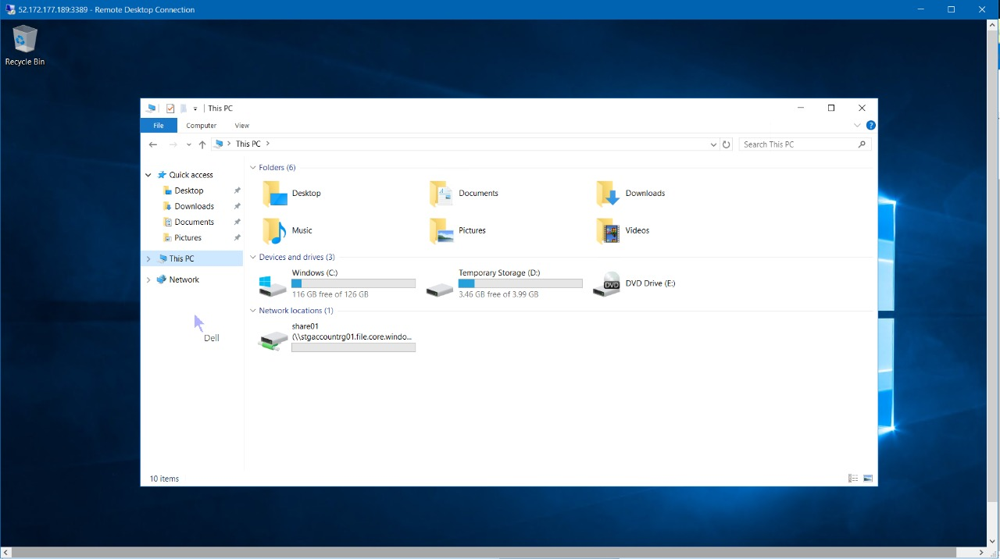 52.172.177.189:3389 - Remote Desktop Connection
Recycle Bin
This PC
File Computer View
This PC
Search This PC
Quick access
Desktop
Downloads
Documents
Pictures
This PC
Network
Dell
Folders (6)
Desktop
Documents
Downloads
Music
Pictures
Videos
Devices and drives (3)
Windows (C:)
116 GB free of 126 GB
Temporary Storage (D:)
3.46 GB free of 3.99 GB
DVD
DVD Drive (E:)
Network locations (1)
share01
(\\stgaccountrg01.file.core.windo...
10 items